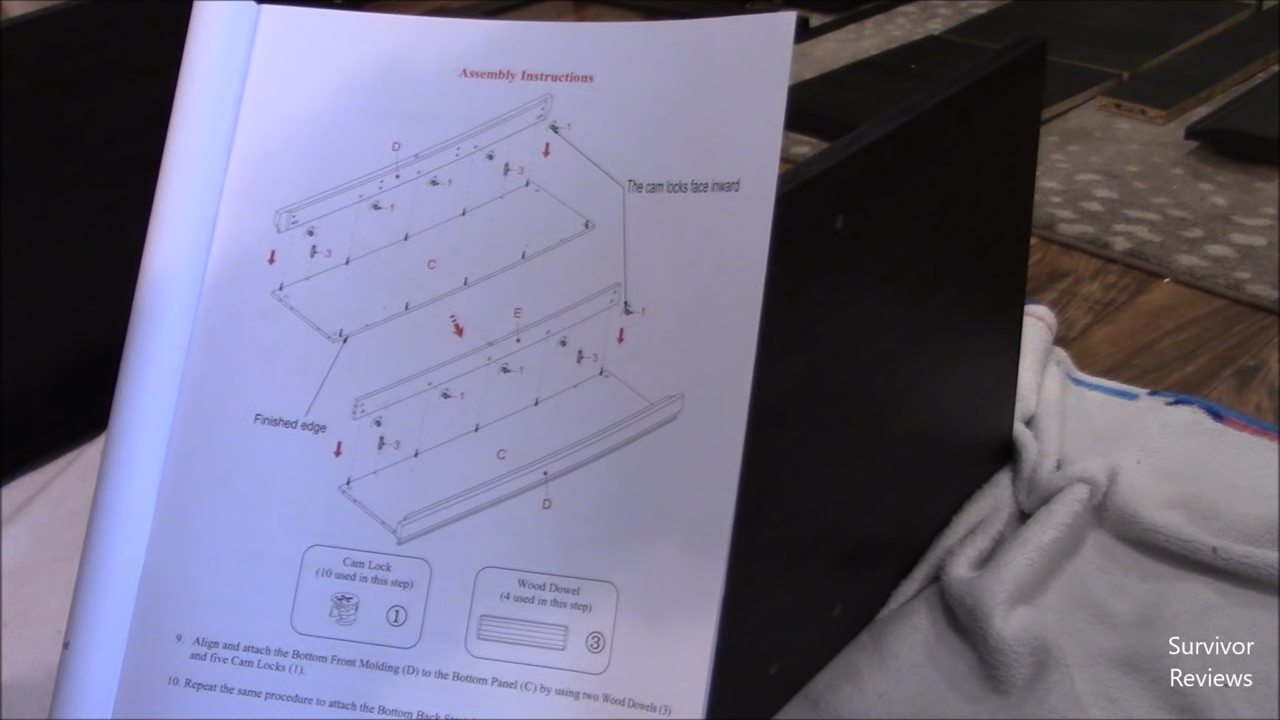 Assembly Instructions
D
1
3
1
1
The cam locks face inward
3
C
E
1
3
1
1
Finished edge
3
C
D
Cam Lock
(10 used in this step)
1
Wood Dowel
(4 used in this step)
3
9. Align and attach the Bottom Front Molding (D) to the Bottom Panel (C) by using two Wood Dowels (3)
and five Cam Locks (1).
10. Repeat the same procedure to attach the Bottom Back
Survivor
Reviews